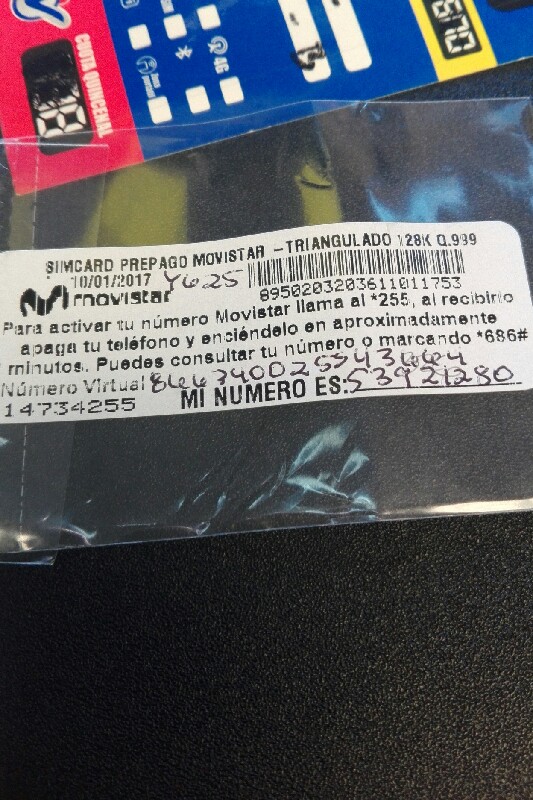 CUOTA QUINCENAL
4G
SIIMCARD PREPAGO MOVISTAR -TRIANGULADO 128K Q.999
10/01/2017 Y625
movistar 8950203203611011753
Para activar tu número Movistar llama al *255, al recibirlo
apaga tu teléfono y enciéndelo en aproximadamente
minutos. Puedes consultar tu número o marcando *686#
Número Virtual
14734255 MI NUMERO ES: 53921280